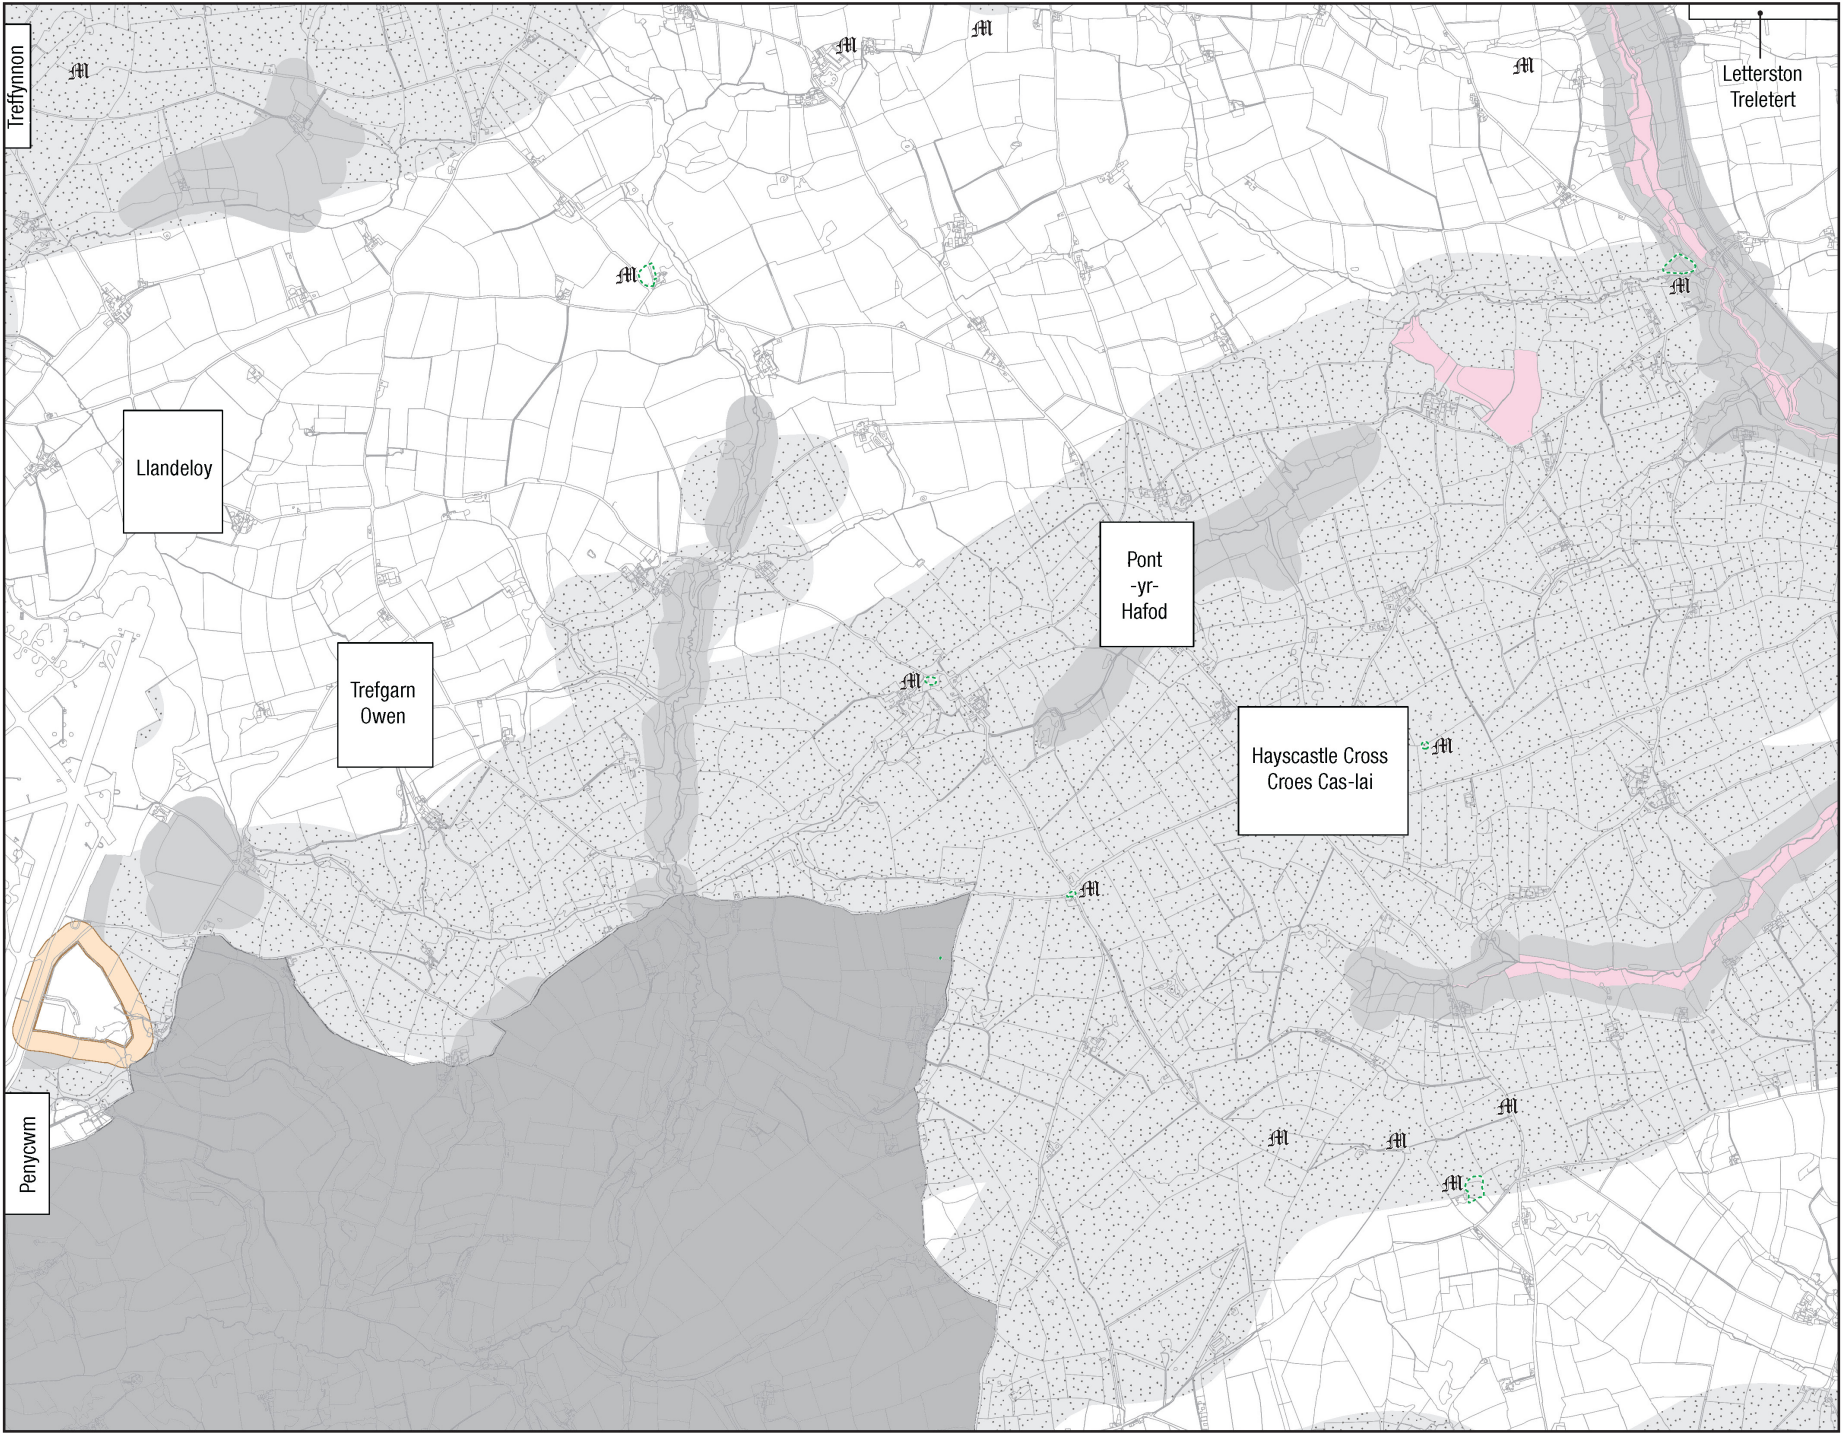 Treffynnon
Letterston
Treletert
Llandeloy
Pont
-yr-
Hafod
Trefgarn
Owen
Hayscastle Cross
Croes Cas-lai
Penycwm
M
M
M
M
M
M
M
M
M
M
M
M
M